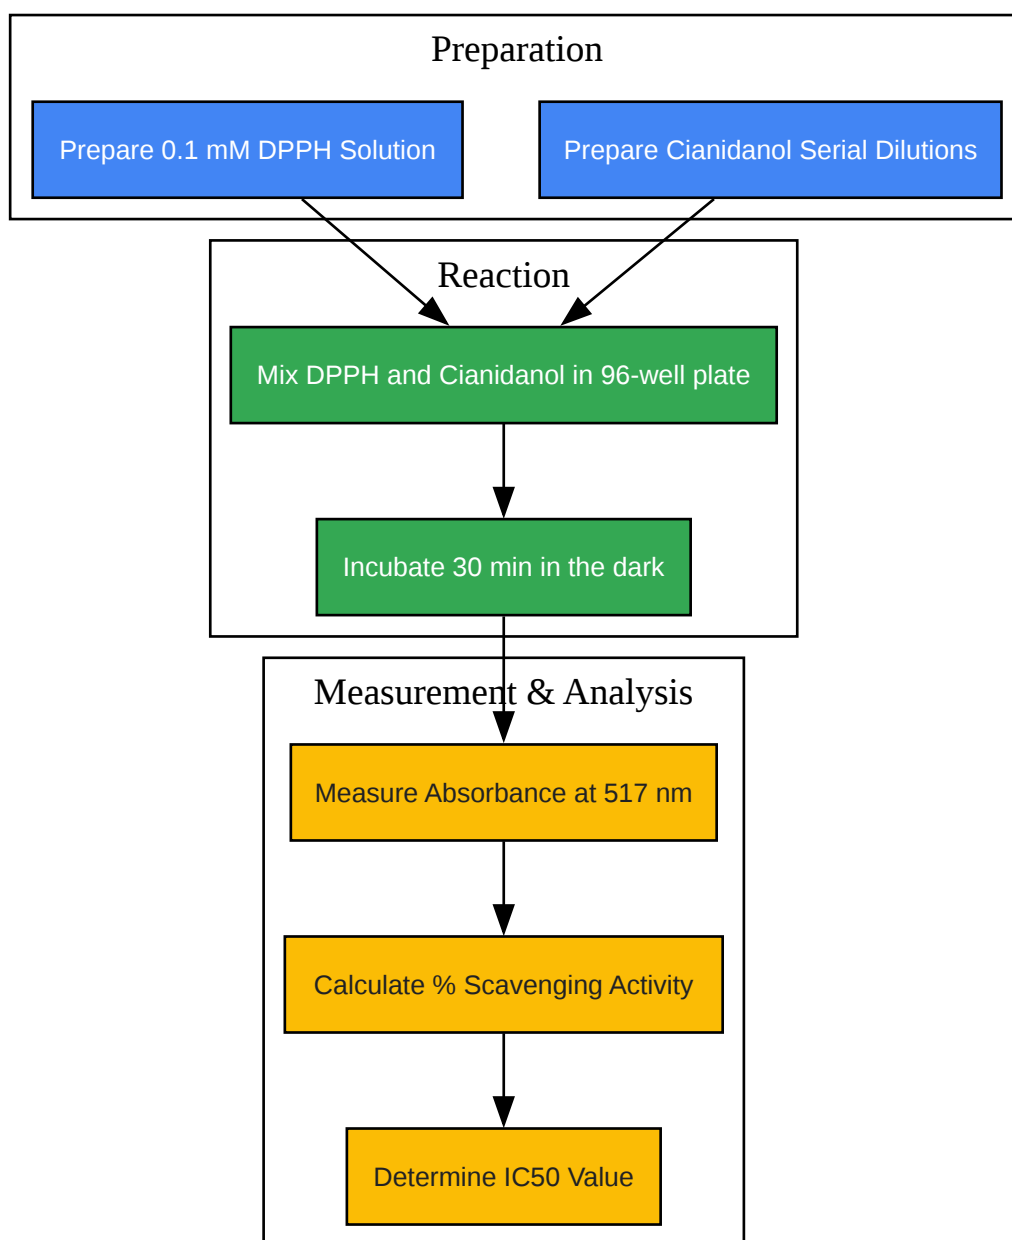 Preparation
Prepare 0.1 mM DPPH Solution
Prepare Cianidanol Serial Dilutions
Reaction
Mix DPPH and Cianidanol in 96-well plate
Incubate 30 min in the dark
Measurement & Analysis
Measure Absorbance at 517 nm
Calculate % Scavenging Activity
Determine IC50 Value